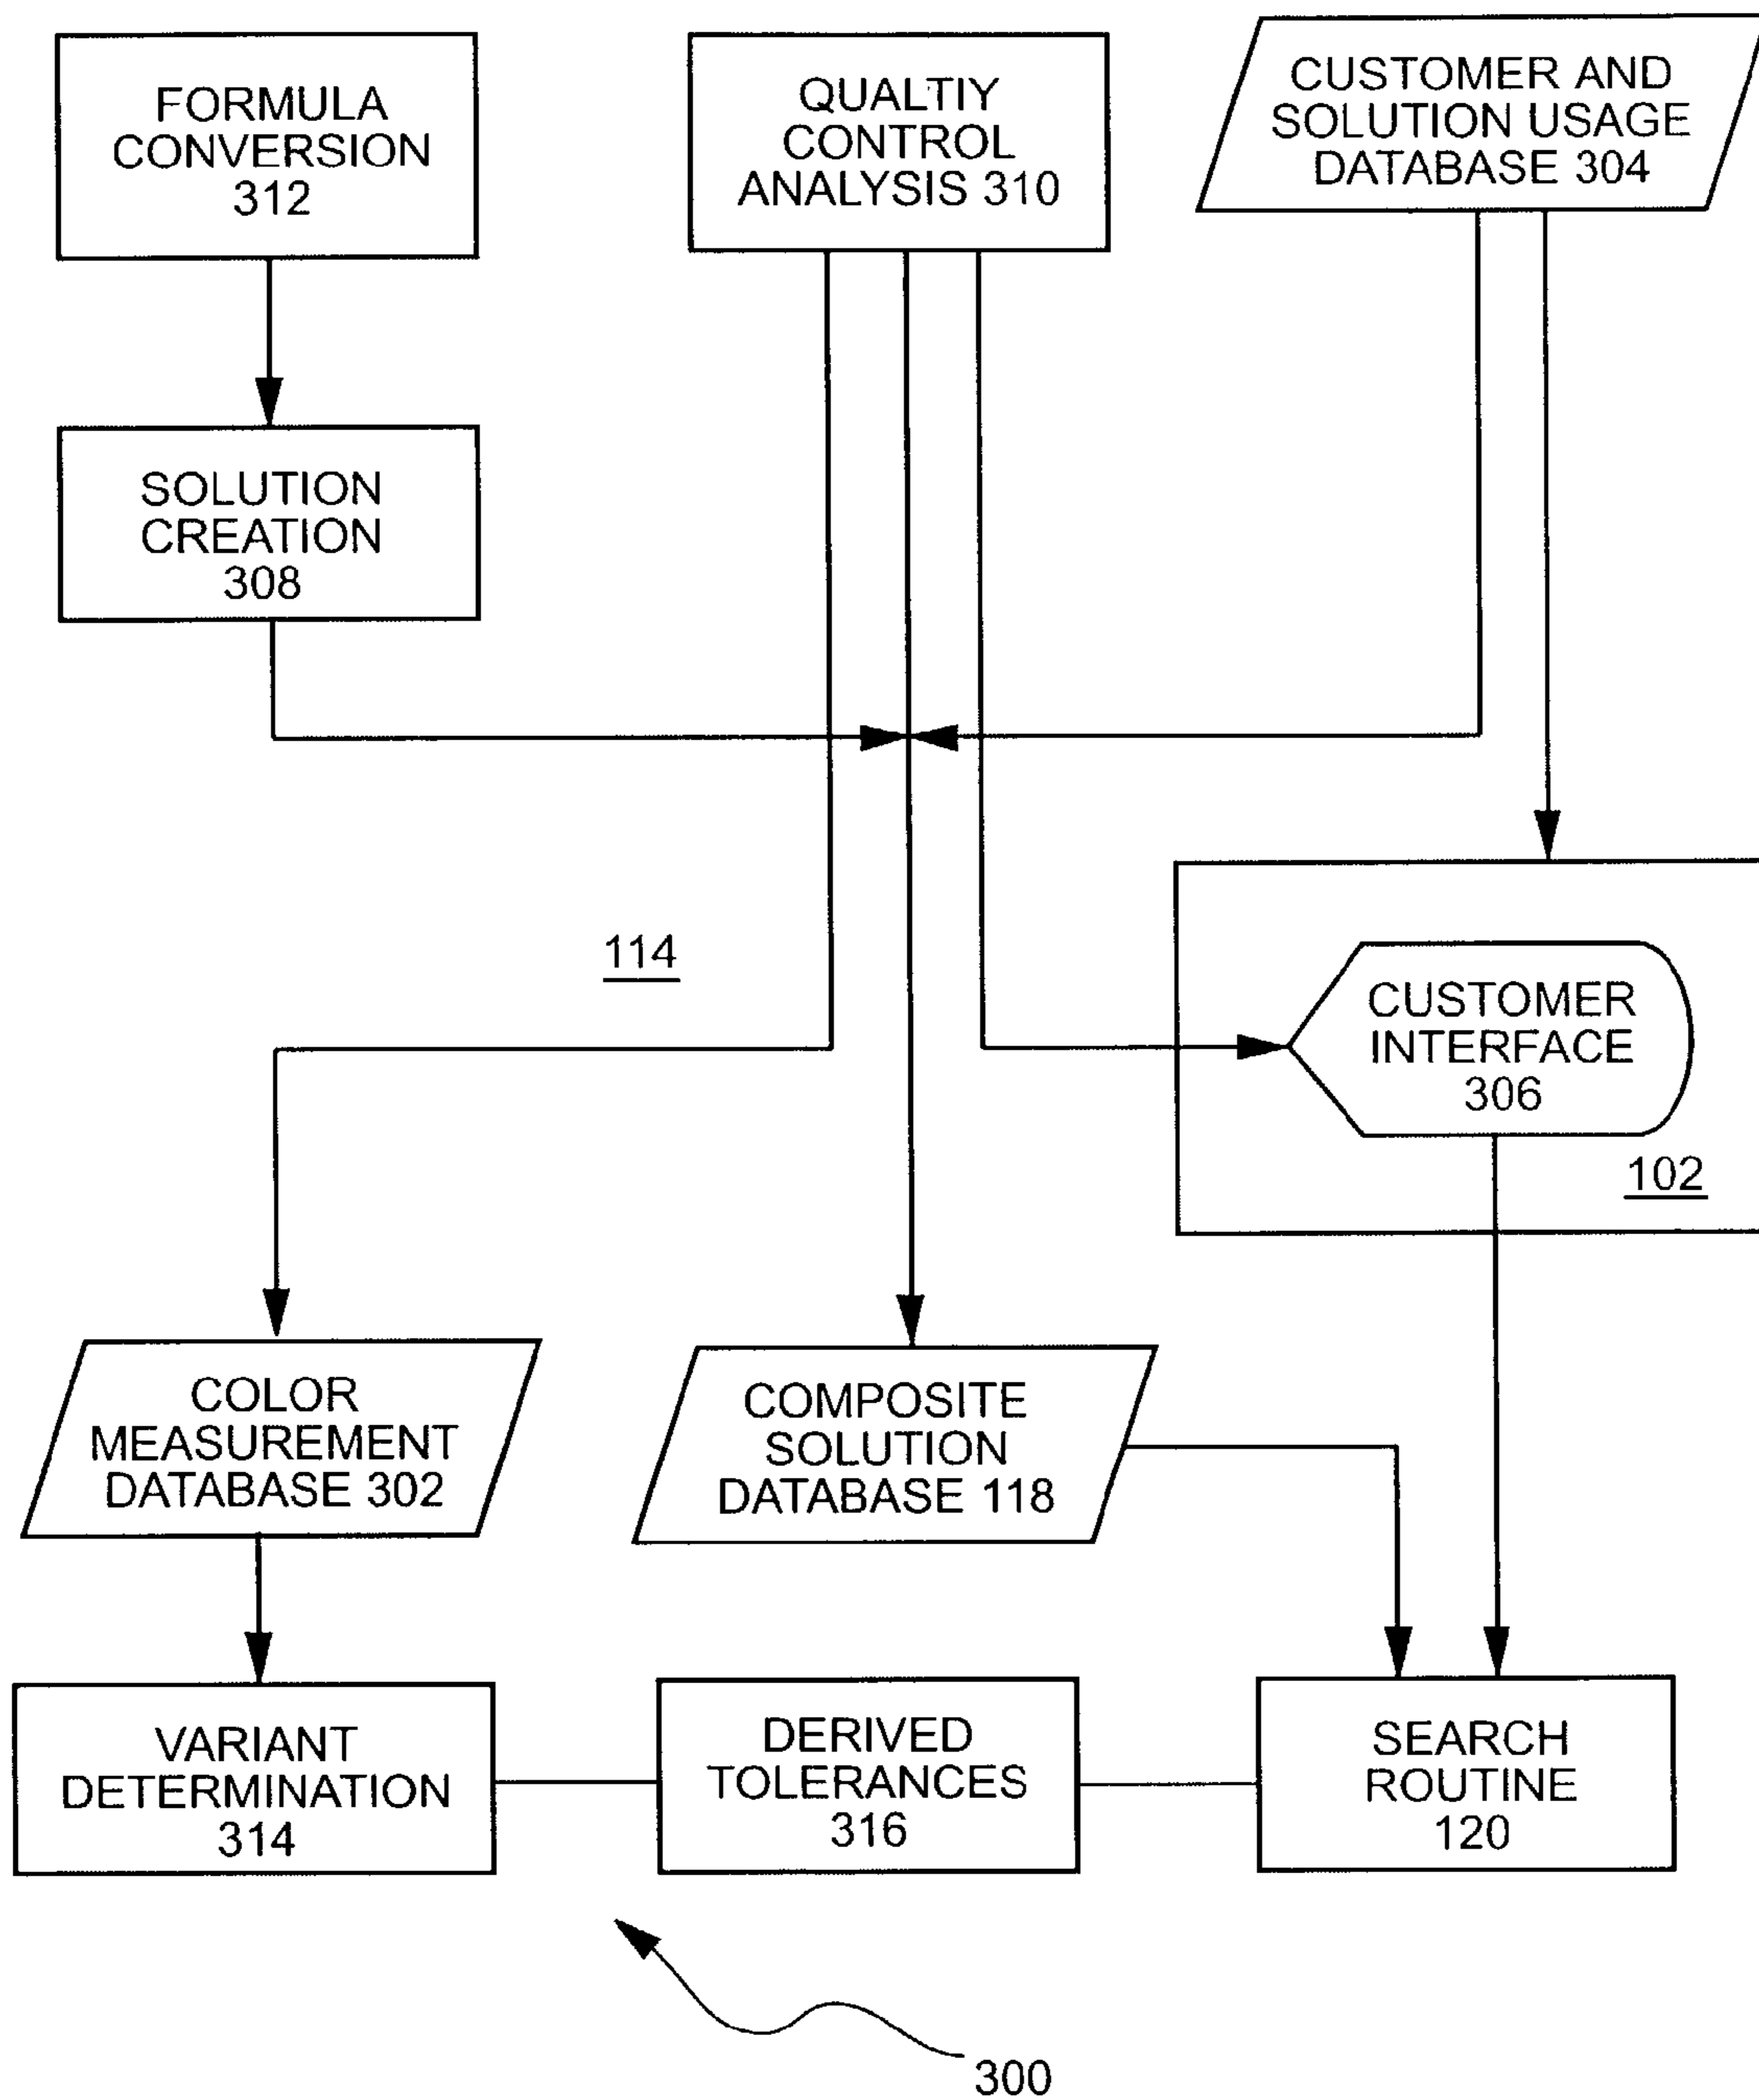 FORMULA
CONVERSION
312
QUALTIY
CONTROL
ANALYSIS 310
CUSTOMER AND
SOLUTION USAGE
DATABASE 304
SOLUTION
CREATION
308
114
CUSTOMER
INTERFACE
306
102
COLOR
MEASUREMENT
DATABASE 302
COMPOSITE
SOLUTION
DATABASE 118
VARIANT
DETERMINATION
314
DERIVED
TOLERANCES
316
SEARCH
ROUTINE
120
300